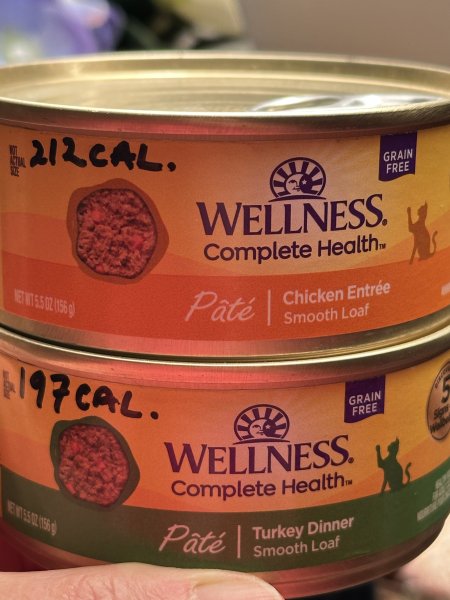 NOT
ACTUAL
SIZE
212 CAL.
GRAIN
FREE
WELLNESS®
Complete Health™
Pâté
Chicken Entrée
Smooth Loaf
NET WT 5.5 OZ (156 g)
197 CAL.
GRAIN
FREE
WELLNESS®
Complete Health™
5
Pâté
Turkey Dinner
Smooth Loaf
NET WT 5.5 OZ (156 g)